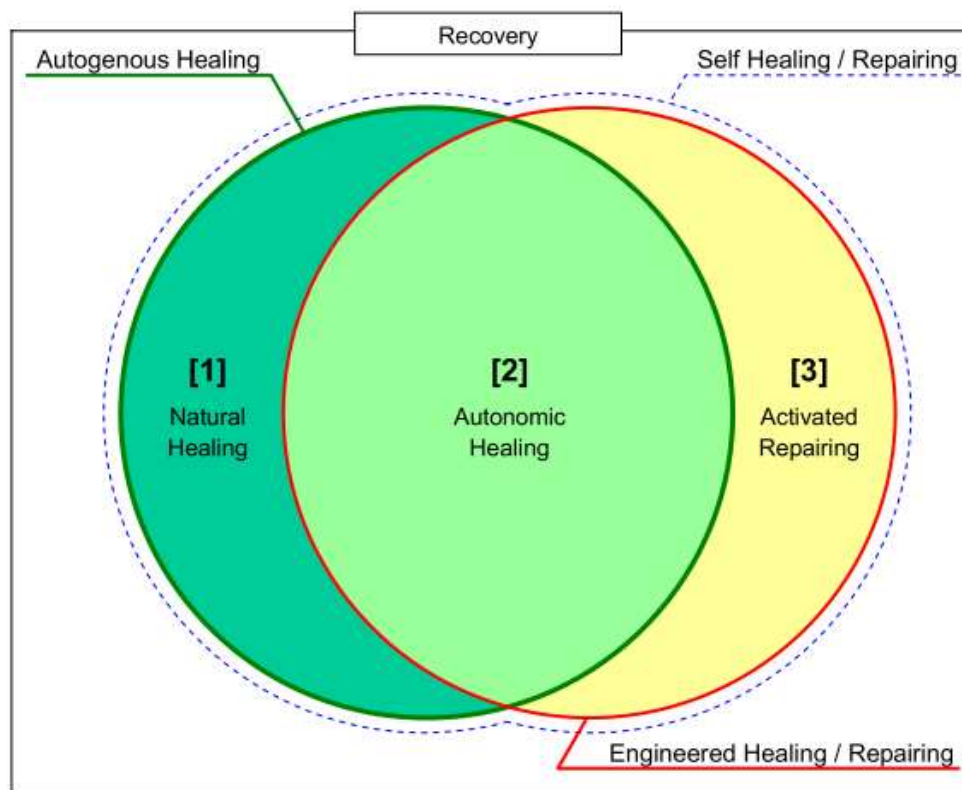 Recovery
Autogenous Healing
Self Healing / Repairing
[1]
Natural
Healing
[2]
Autonomic
Healing
[3]
Activated
Repairing
Engineered Healing / Repairing